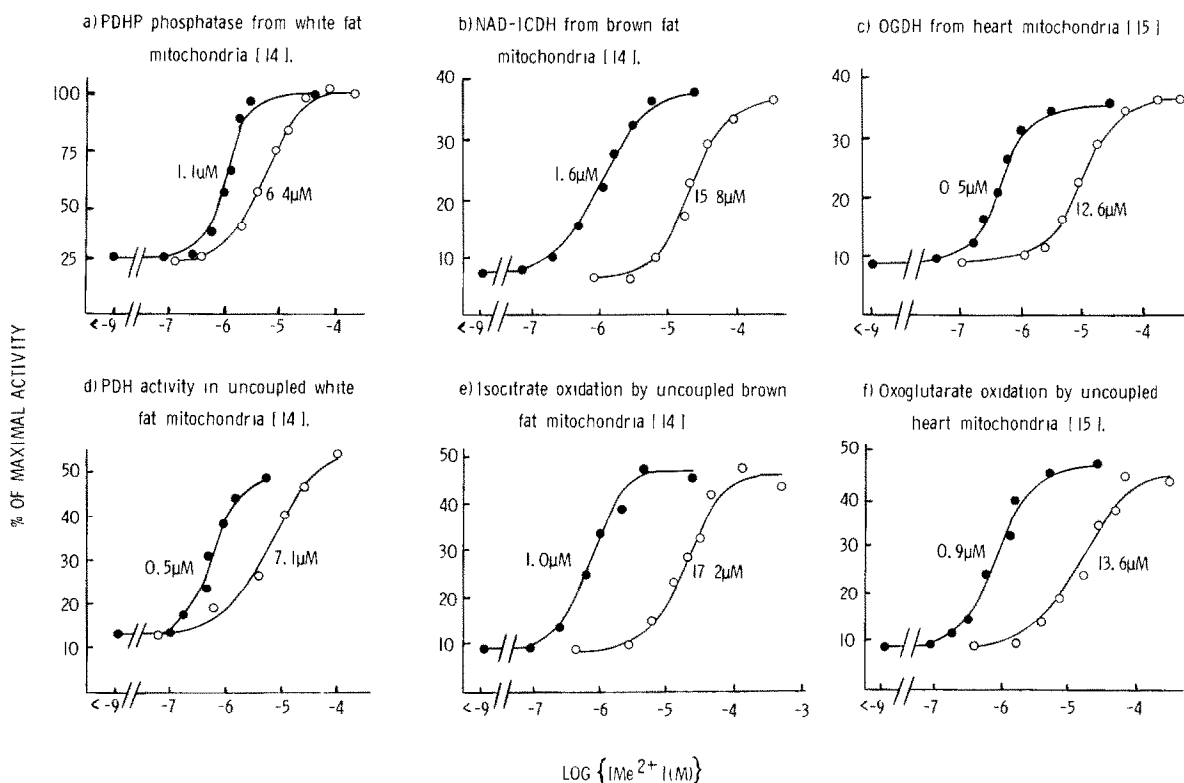 a) PDHP phosphatase from white fat
mitochondria [14].
b) NAD-ICDH from brown fat
mitochondria [14].
c) OGDH from heart mitochondria [15]
100
75
50
25
1.1uM
6 4µM
<-9
-7
-6
-5
-4
40
30
20
10
1.6µM
15 8µM
<-9
-7
-6
-5
-4
40
30
20
10
0 5µM
12.6µM
<-9
-7
-6
-5
-4
% OF MAXIMAL ACTIVITY
d) PDH activity in uncoupled white
fat mitochondria [14].
e) Isocitrate oxidation by uncoupled brown
fat mitochondria [14]
f) Oxoglutarate oxidation by uncoupled
heart mitochondria [15].
50
40
30
20
10
0.5µM
7.1µM
<-9
-7
-6
-5
-4
50
40
30
20
10
1.0µM
17 2µM
<-9
-7
-6
-5
-4
-3
50
40
30
20
10
0.9µM
13.6µM
<-9
-7
-6
-5
-4
LOG {[Me2+](M)}